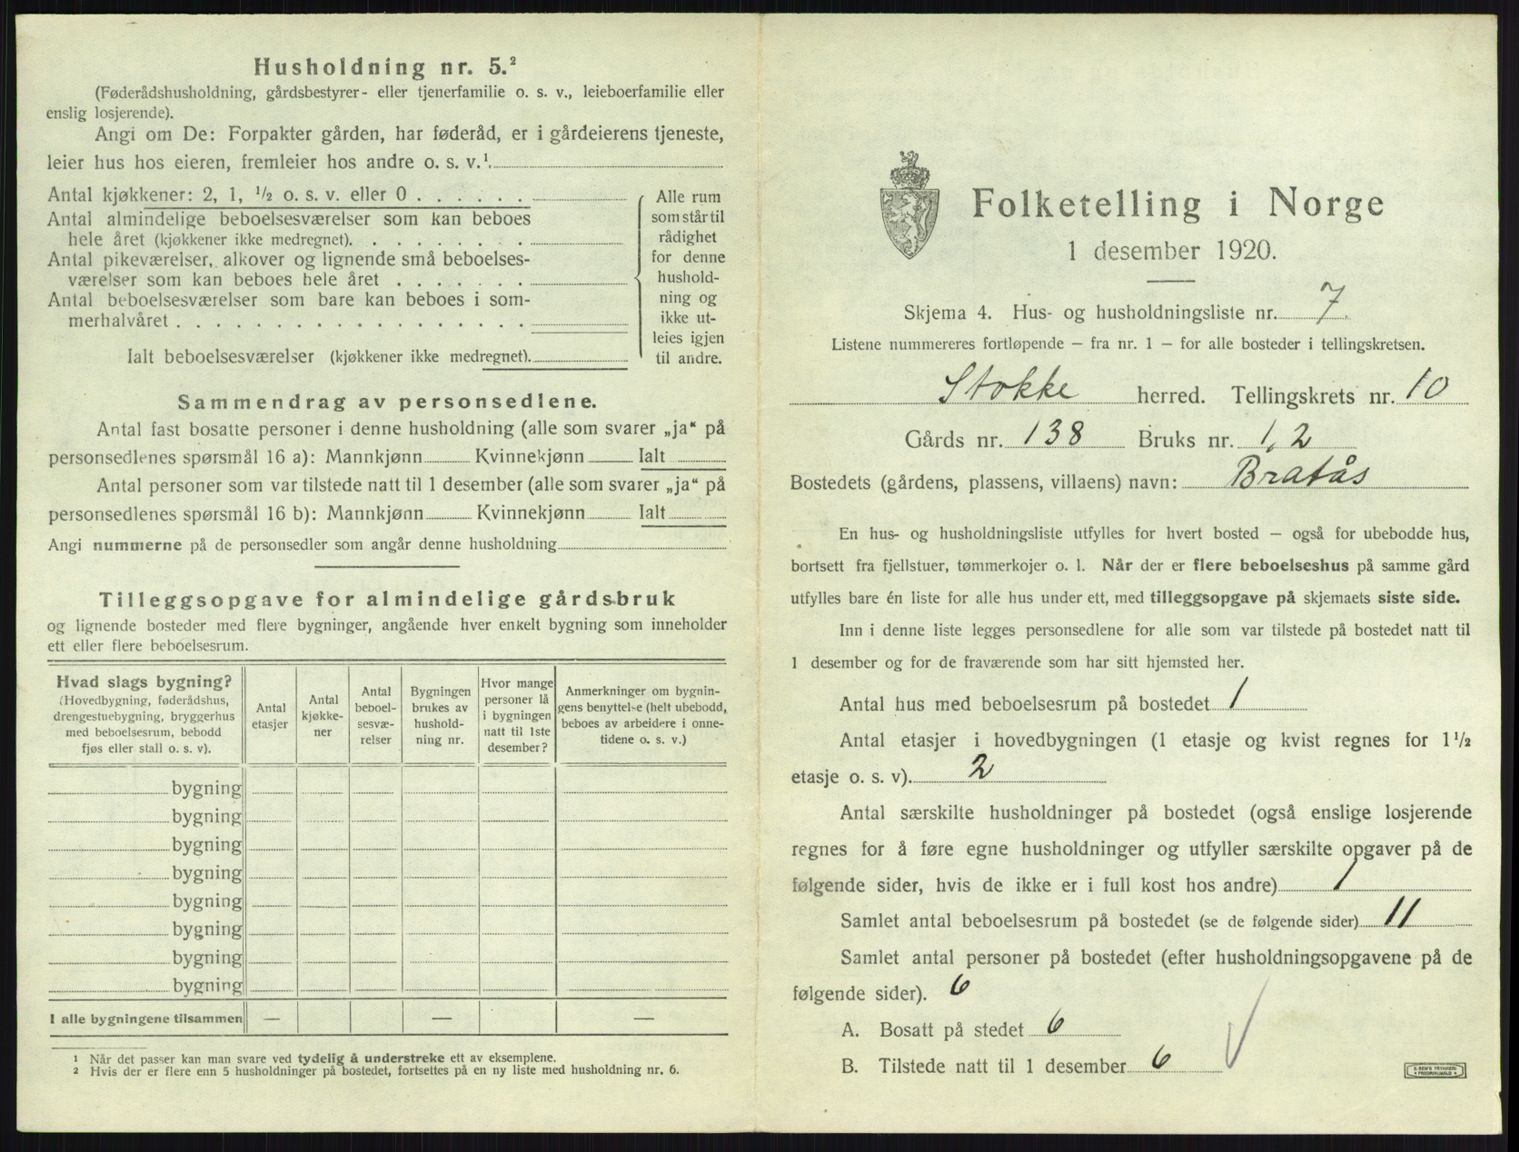 Husholdning nr. 5.²
(Føderådshusholdning, gårdsbestyrer- eller tjenerfamilie o. s. v., leieboerfamilie eller
enslig losjerende).
Angi om De: Forpakter gården, har føderåd, er i gårdeierens tjeneste,
leier hus hos eieren, fremleier hos andre o. s. v.¹.
Antal kjøkkener: 2, 1, ½ o. s. v. eller 0
Antal almindelige beboelsesværelser som kan beboes
hele året (kjøkkener ikke medregnet).
Antal pikeværelser, alkover og lignende små beboelses-
værelser som kan beboes hele året
Antal beboelsesværelser som bare kan beboes i som-
merhalvåret
Ialt beboelsesværelser (kjøkkener ikke medregnet).
Alle rum
som står til
rådighet
for denne
hushold-
ning og
ikke ut-
leies igjen
til andre.
Sammendrag av personsedlene.
Antal fast bosatte personer i denne husholdning (alle som svarer „ja“ på
personsedlenes spørsmål 16 a): Mannkjønn Kvinnekjønn Ialt
Antal personer som var tilstede natt til 1 desember (alle som svarer „ja“ på
personsedlenes spørsmål 16 b): Mannkjønn Kvinnekjønn Ialt
Angi nummerne på de personsedler som angår denne husholdning
Tilleggsopgave for almindelige gårdsbruk
og lignende bosteder med flere bygninger, angående hver enkelt bygning som inneholder
ett eller flere beboelsesrum.
Hvad slags bygning?
(Hovedbygning, føderådshus,
drengestuebygning, bryggerhus
med beboelsesrum, bebodd
fjøs eller stall o. s. v).
Antal
etasjer
Antal
kjøkke-
ner
Antal
beboel-
sesvæ-
relser
Bygningen
brukes av
hushold-
ning nr.
Hvor mange
personer lå
i bygningen
natt til 1ste
desember?
Anmerkninger om bygnin-
gens benyttelse (helt ubebodd,
beboes av arbeidere i onne-
tidene o. s. v.)
bygning
bygning
bygning
bygning
bygning
bygning
bygning
bygning
I alle bygningene tilsammen — — —
¹ Når det passer kan man svare ved tydelig å understreke ett av eksemplene.
² Hvis der er flere enn 5 husholdninger på bostedet, fortsettes på en ny liste med husholdning nr. 6.
Folketelling i Norge
1 desember 1920.
Skjema 4. Hus- og husholdningsliste nr. 7.
Listene nummereres fortløpende — fra nr. 1 — for alle bosteder i tellingskretsen.
Stokke herred. Tellingskrets nr. 10
Gårds nr. 138 Bruks nr. 1, 2
Bostedets (gårdens, plassens, villaens) navn: Bratås
En hus- og husholdningsliste utfylles for hvert bosted — også for ubebodde hus,
bortsett fra fjellstuer, tømmerkojer o. l. Når der er flere beboelseshus på samme gård
utfylles bare én liste for alle hus under ett, med tilleggsopgave på skjemaets siste side.
Inn i denne liste legges personsedlene for alle som var tilstede på bostedet natt til
1 desember og for de fraværende som har sitt hjemsted her.
Antal hus med beboelsesrum på bostedet 1
Antal etasjer i hovedbygningen (1 etasje og kvist regnes for 1½
etasje o. s. v). 2
Antal særskilte husholdninger på bostedet (også enslige losjerende
regnes for å føre egne husholdninger og utfyller særskilte opgaver på de
følgende sider, hvis de ikke er i full kost hos andre) 1
Samlet antal beboelsesrum på bostedet (se de følgende sider) 11
Samlet antal personer på bostedet (efter husholdningsopgavene på de
følgende sider). 6
A. Bosatt på stedet 6
B. Tilstede natt til 1 desember 6